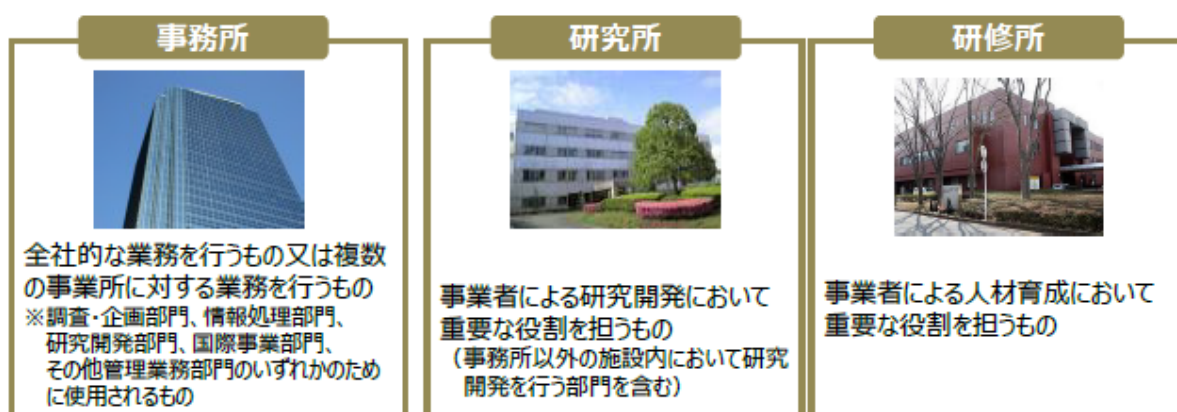 事務所
全社的な業務を行うもの又は複数
の事業所に対する業務を行うもの
※調査・企画部門、情報処理部門、
研究開発部門、国際事業部門、
その他管理業務部門のいずれかのため
に使用されるもの
研究所
事業者による研究開発において
重要な役割を担うもの
（事務所以外の施設内において研究
開発を行う部門を含む）
研修所
事業者による人材育成において
重要な役割を担うもの